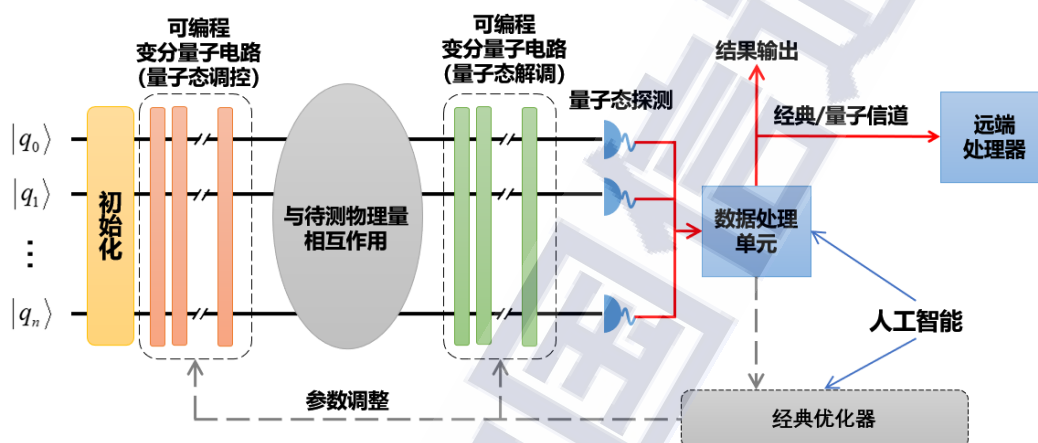 可编程
变分量子电路
(量子态调控)
可编程
变分量子电路
(量子态解调)
结果输出
量子态探测
经典/量子信道
远端
处理器
|q₀⟩
|q₁⟩
⋮
|qₙ⟩
初始化
与待测物理量
相互作用
数据处理
单元
人工智能
参数调整
经典优化器